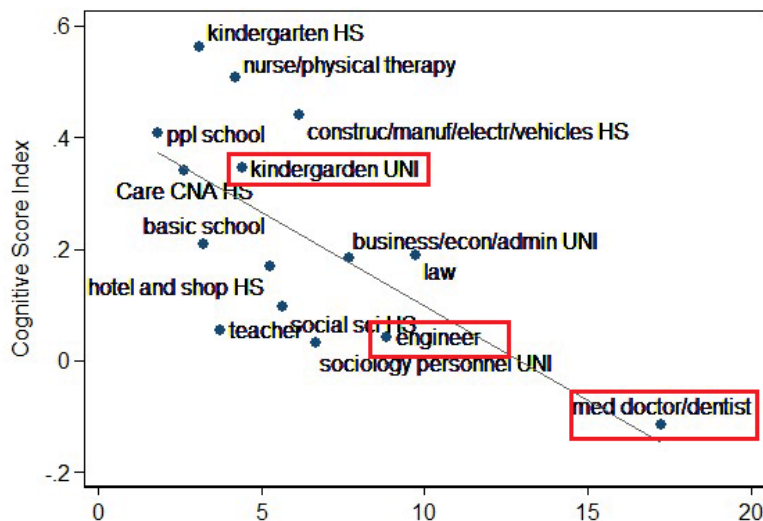 .6
kindergarten HS
nurse/physical therapy
.4
ppl school
construc/manuf/electr/vehicles HS
kindergarden UNI
Care CNA HS
Cognitive Score Index
.2
basic school
business/econ/admin UNI
law
hotel and shop HS
social sci HS
teacher
engineer
0
sociology personnel UNI
med doctor/dentist
-.2
0 5 10 15 20